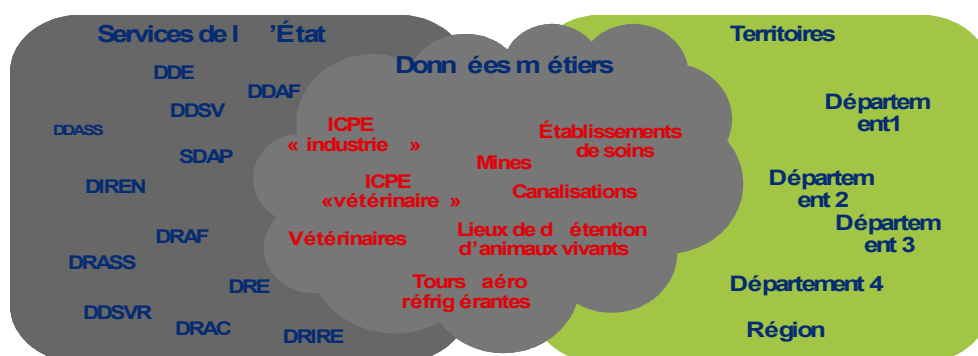 Services de l ’État
DDE
DDAF
DDSV
DDASS
SDAP
DIREN
DRAF
DRASS
DRE
DDSVR
DRAC
DRIRE
Donn ées m étiers
ICPE
« industrie »
Établissements
de soins
Mines
ICPE
«vétérinaire »
Canalisations
Vétérinaires
Lieux de d étention
d’animaux vivants
Tours aéro
réfrig érantes
Territoires
Départem
ent1
Départem
ent 2
Départem
ent 3
Département 4
Région